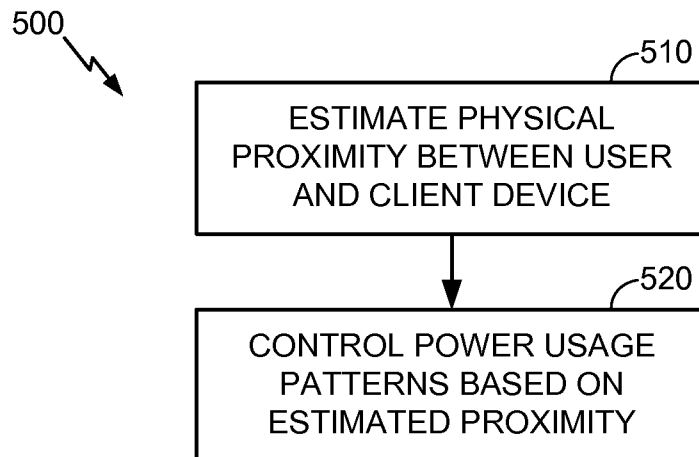 500
510
ESTIMATE PHYSICAL
PROXIMITY BETWEEN USER
AND CLIENT DEVICE
520
CONTROL POWER USAGE
PATTERNS BASED ON
ESTIMATED PROXIMITY